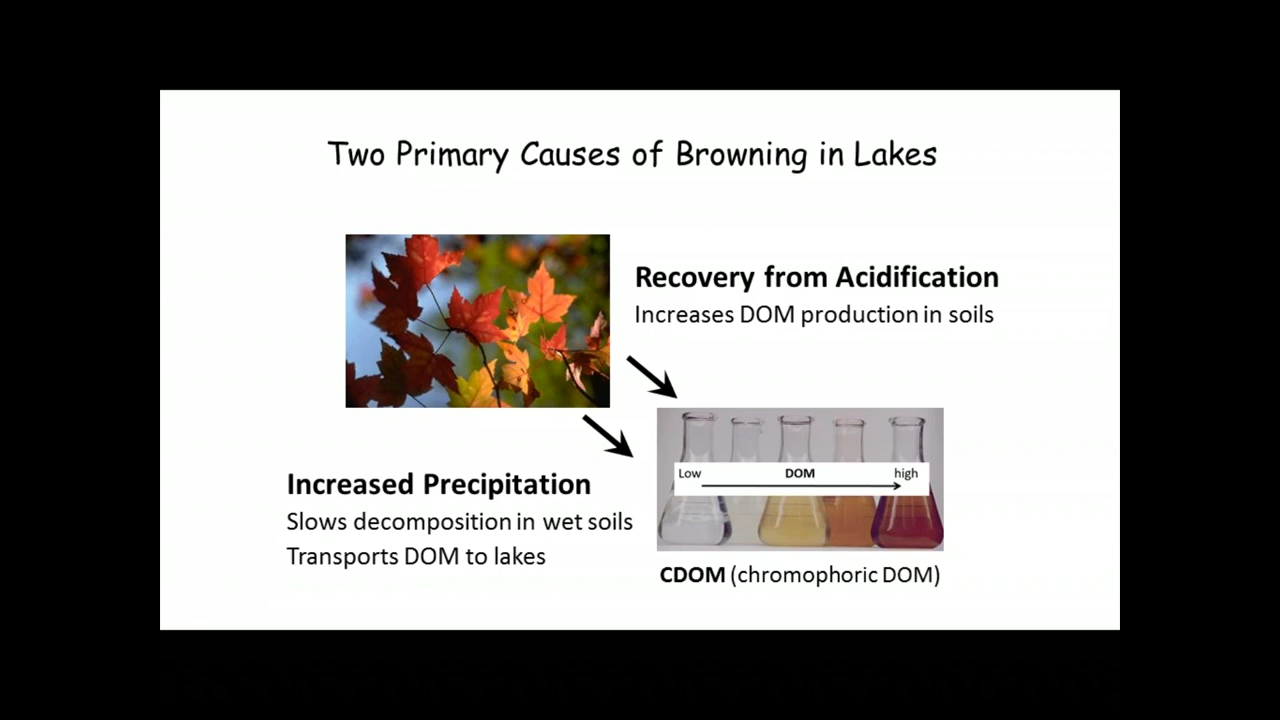 Two Primary Causes of Browning in Lakes
Recovery from Acidification
Increases DOM production in soils
Increased Precipitation
Slows decomposition in wet soils
Transports DOM to lakes
Low DOM high
CDOM (chromophoric DOM)